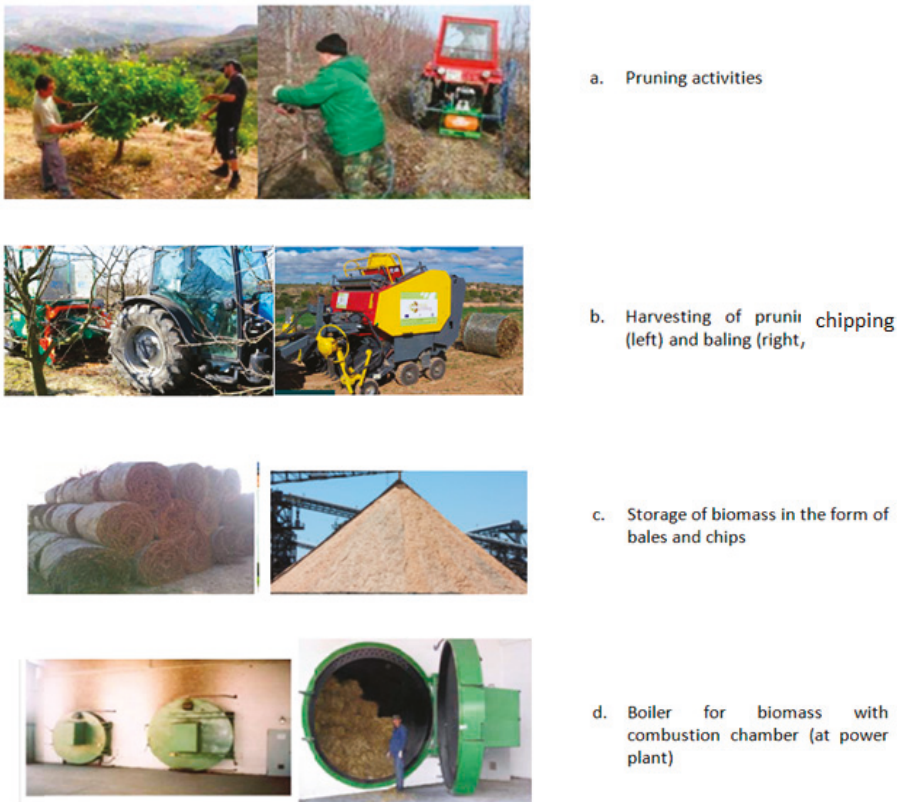 a. Pruning activities
b. Harvesting of prunii chipping
(left) and baling (right,
c. Storage of biomass in the form of
bales and chips
d. Boiler for biomass with
combustion chamber (at power
plant)